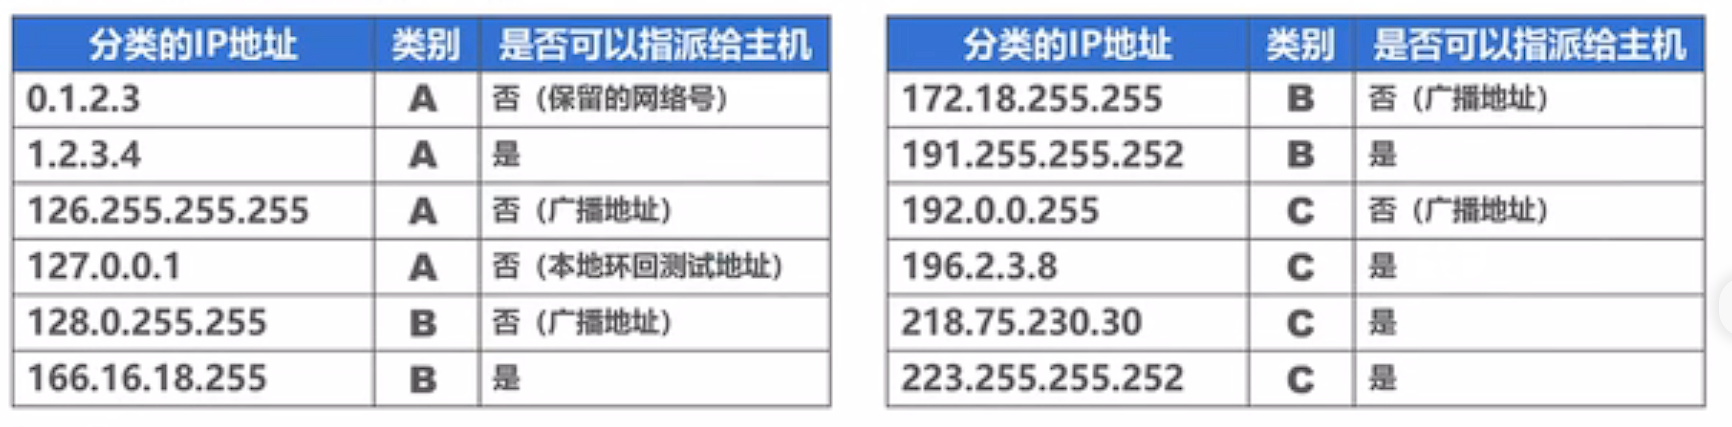 分类的IP地址 类别 是否可以指派给主机
0.1.2.3 A 否（保留的网络号）
1.2.3.4 A 是
126.255.255.255 A 否（广播地址）
127.0.0.1 A 否（本地环回测试地址）
128.0.255.255 B 否（广播地址）
166.16.18.255 B 是
分类的IP地址 类别 是否可以指派给主机
172.18.255.255 B 否（广播地址）
191.255.255.252 B 是
192.0.0.255 C 否（广播地址）
196.2.3.8 C 是
218.75.230.30 C 是
223.255.255.252 C 是